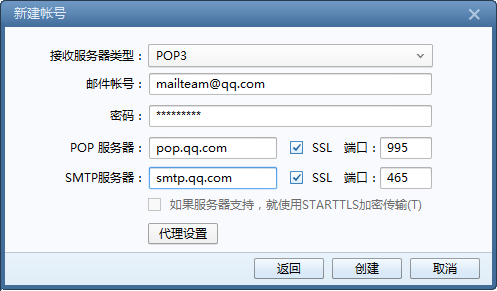 新建帐号
接收服务器类型： POP3
邮件帐号： mailteam@qq.com
密码： *********
POP 服务器： pop.qq.com SSL 端口： 995
SMTP服务器： smtp.qq.com SSL 端口： 465
如果服务器支持，就使用STARTTLS加密传输(T)
代理设置
返回 创建 取消